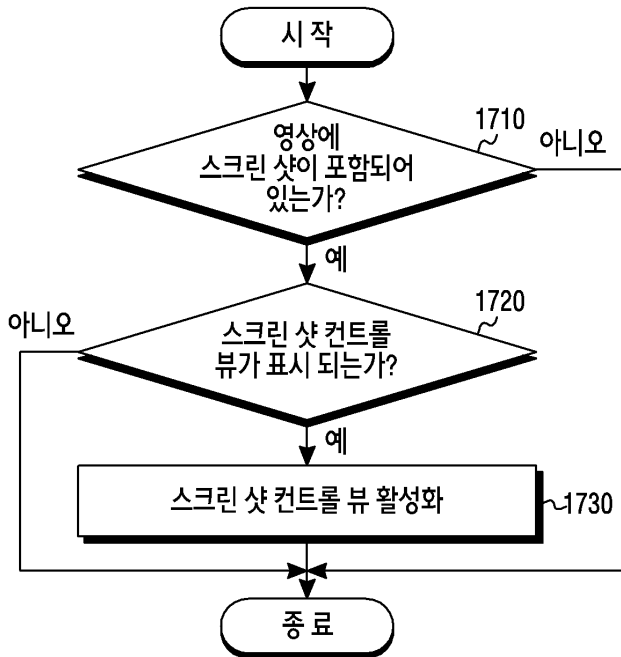 시 작
영상에
스크린 샷이 포함되어
있는가?
1710
아니오
예
스크린 샷 컨트롤
뷰가 표시 되는가?
1720
아니오
예
스크린 샷 컨트롤 뷰 활성화
1730
종 료